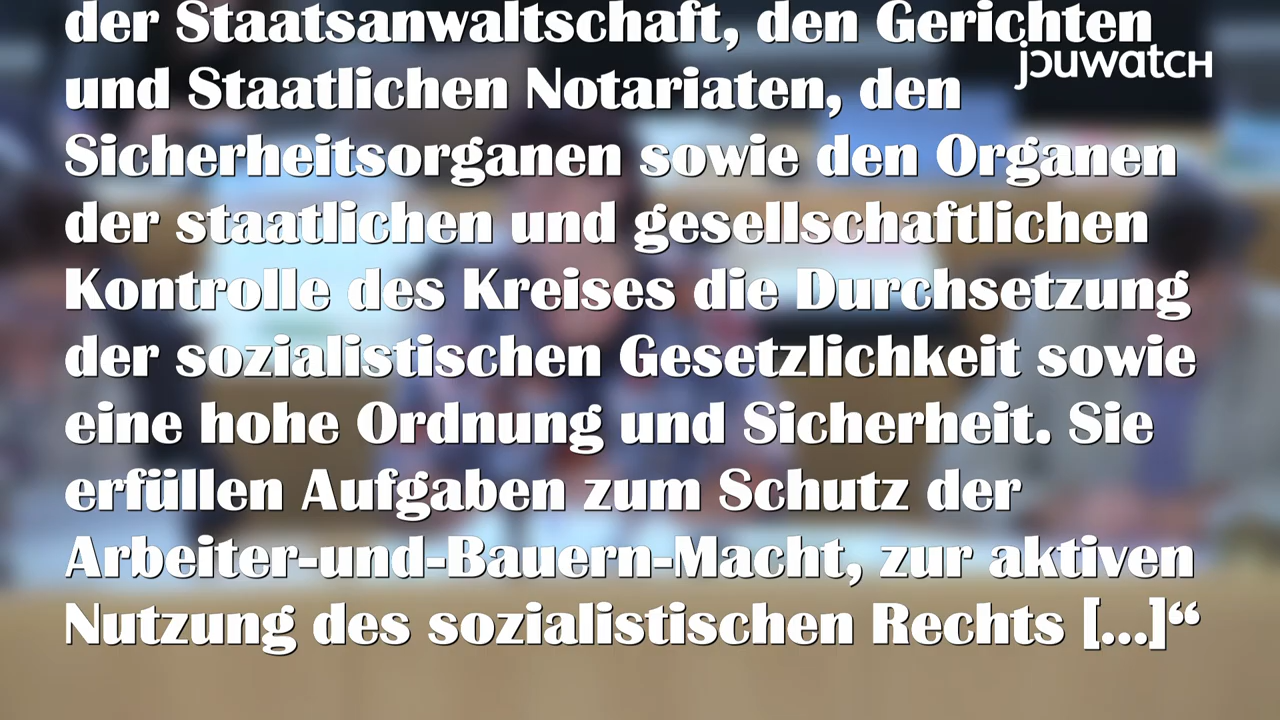 der Staatsanwaltschaft, den Gerichten
jouwatch
und Staatlichen Notariaten, den
Sicherheitsorganen sowie den Organen
der staatlichen und gesellschaftlichen
Kontrolle des Kreises die Durchsetzung
der sozialistischen Gesetzlichkeit sowie
eine hohe Ordnung und Sicherheit. Sie
erfüllen Aufgaben zum Schutz der
Arbeiter-und-Bauern-Macht, zur aktiven
Nutzung des sozialistischen Rechts [...]“